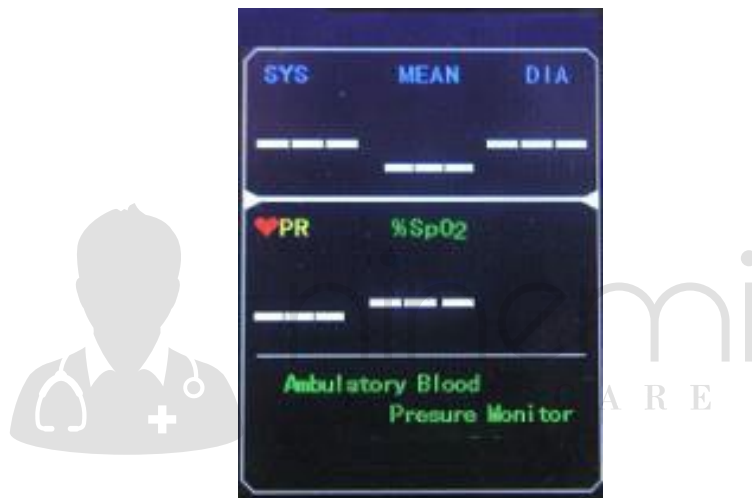 SYS MEAN DIA
--- --- ---
PR %SpO2
--- ---
Ambulatory Blood
Presure Monitor
A R E